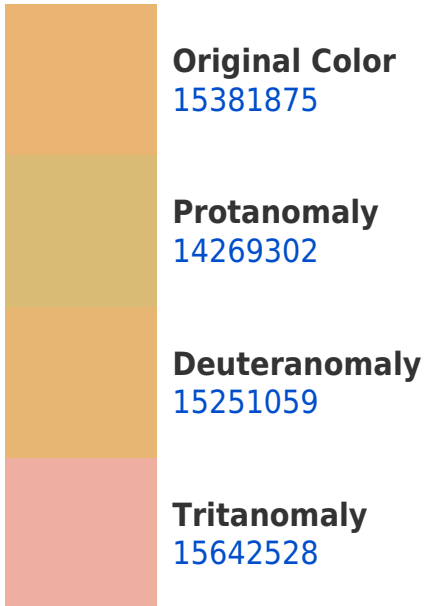 Original Color
15381875
Protanomaly
14269302
Deuteranomaly
15251059
Tritanomaly
15642528